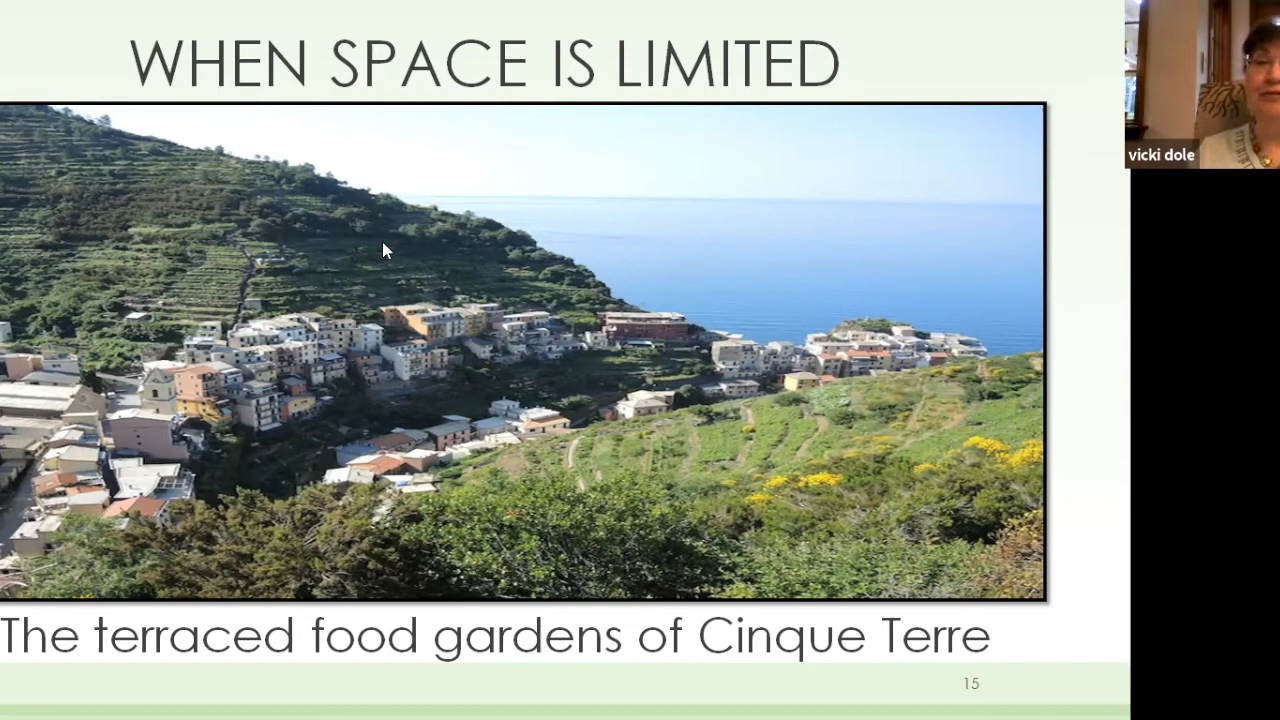 WHEN SPACE IS LIMITED
vicki dole
The terraced food gardens of Cinque Terre
15